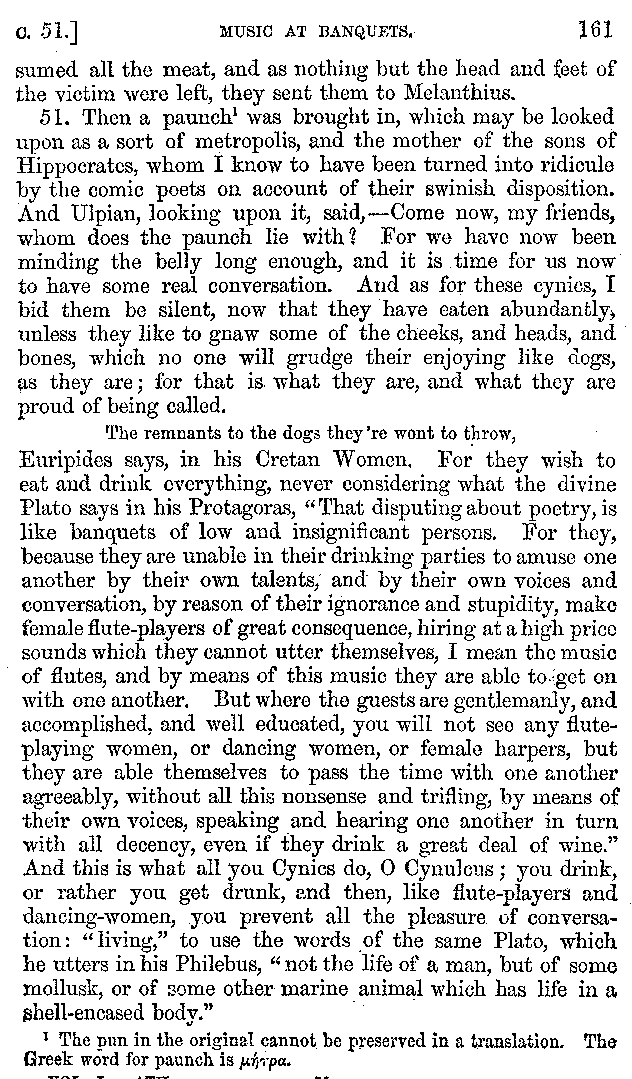 C. 51.] MUSIC AT BANQUETS. 161
sumed all the meat, and as nothing but the head and feet of
the victim were left, they sent them to Melanthius.
51. Then a paunch¹ was brought in, which may be looked
upon as a sort of metropolis, and the mother of the sons of
Hippocrates, whom I know to have been turned into ridicule
by the comic poets on account of their swinish disposition.
And Ulpian, looking upon it, said,—Come now, my friends,
whom does the paunch lie with? For we have now been
minding the belly long enough, and it is time for us now
to have some real conversation. And as for these cynics, I
bid them be silent, now that they have eaten abundantly,
unless they like to gnaw some of the cheeks, and heads, and
bones, which no one will grudge their enjoying like dogs,
as they are; for that is what they are, and what they are
proud of being called.
The remnants to the dogs they're wont to throw,
Euripides says, in his Cretan Women. For they wish to
eat and drink everything, never considering what the divine
Plato says in his Protagoras, "That disputing about poetry, is
like banquets of low and insignificant persons. For they,
because they are unable in their drinking parties to amuse one
another by their own talents, and by their own voices and
conversation, by reason of their ignorance and stupidity, make
female flute-players of great consequence, hiring at a high price
sounds which they cannot utter themselves, I mean the music
of flutes, and by means of this music they are able to get on
with one another. But where the guests are gentlemanly, and
accomplished, and well educated, you will not see any flute-
playing women, or dancing women, or female harpers, but
they are able themselves to pass the time with one another
agreeably, without all this nonsense and trifling, by means of
their own voices, speaking and hearing one another in turn
with all decency, even if they drink a great deal of wine."
And this is what all you Cynics do, O Cynulcus; you drink,
or rather you get drunk, and then, like flute-players and
dancing-women, you prevent all the pleasure of conversa-
tion: "living," to use the words of the same Plato, which
he utters in his Philebus, "not the life of a man, but of some
mollusk, or of some other marine animal which has life in a
shell-encased body."
¹ The pun in the original cannot be preserved in a translation. The
Greek word for paunch is μήτρα.